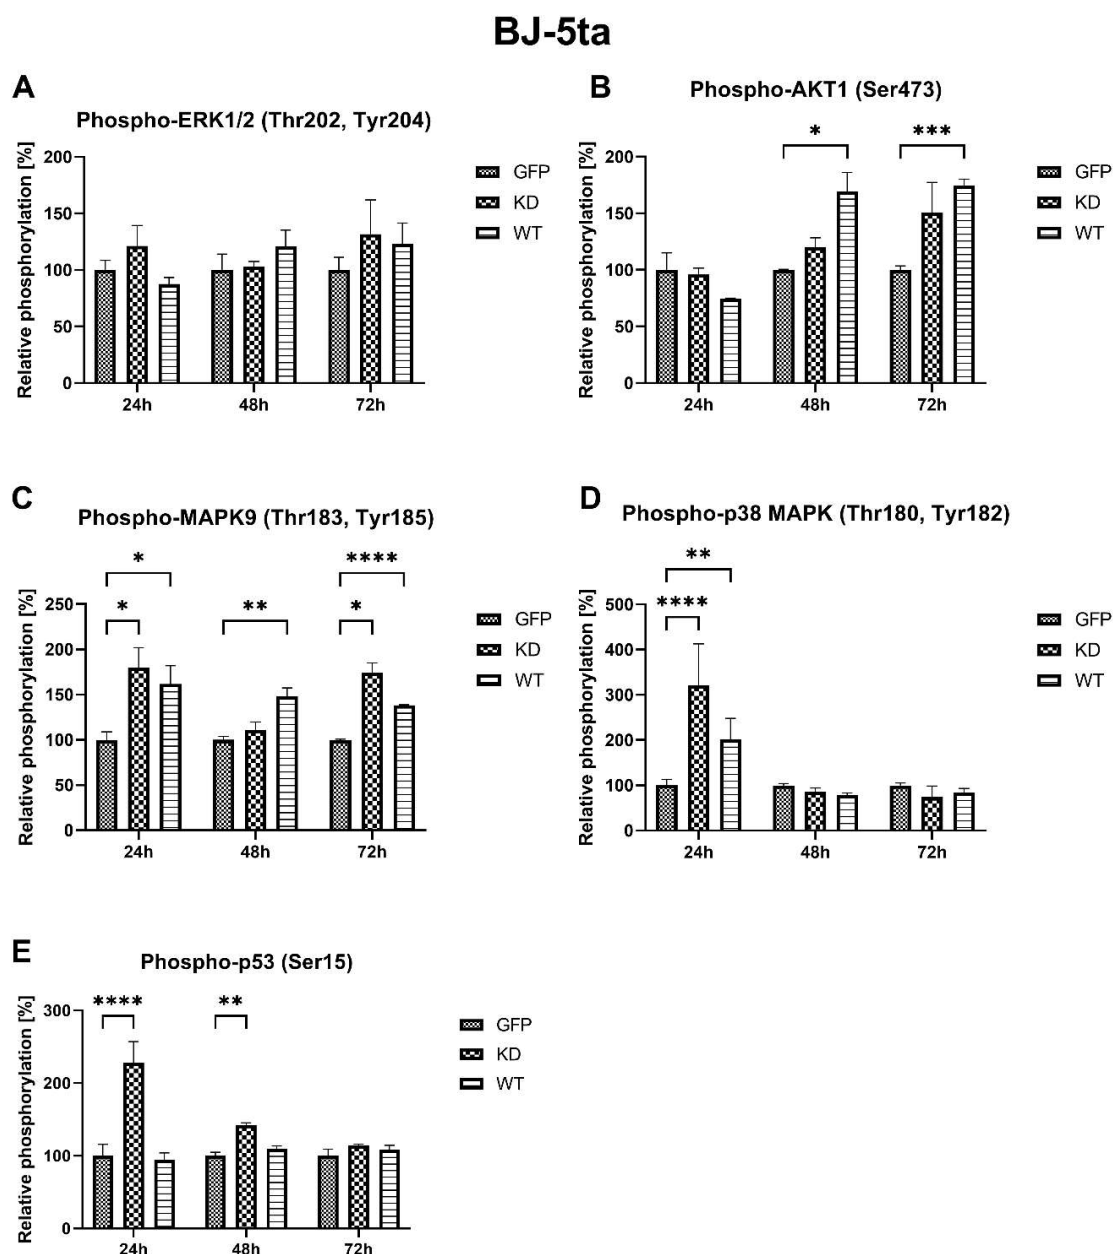 BJ-5ta
A
Phospho-ERK1/2 (Thr202, Tyr204)
Relative phosphorylation [%]
200
150
100
50
0
24h
48h
72h
GFP
KD
WT
B
Phospho-AKT1 (Ser473)
Relative phosphorylation [%]
*
***
200
150
100
50
0
24h
48h
72h
GFP
KD
WT
C
Phospho-MAPK9 (Thr183, Tyr185)
Relative phosphorylation [%]
*
****
*
**
*
250
200
150
100
50
0
24h
48h
72h
GFP
KD
WT
D
Phospho-p38 MAPK (Thr180, Tyr182)
Relative phosphorylation [%]
**
****
500
400
300
200
100
0
24h
48h
72h
GFP
KD
WT
E
Phospho-p53 (Ser15)
Relative phosphorylation [%]
****
**
300
200
100
0
24h
48h
72h
GFP
KD
WT